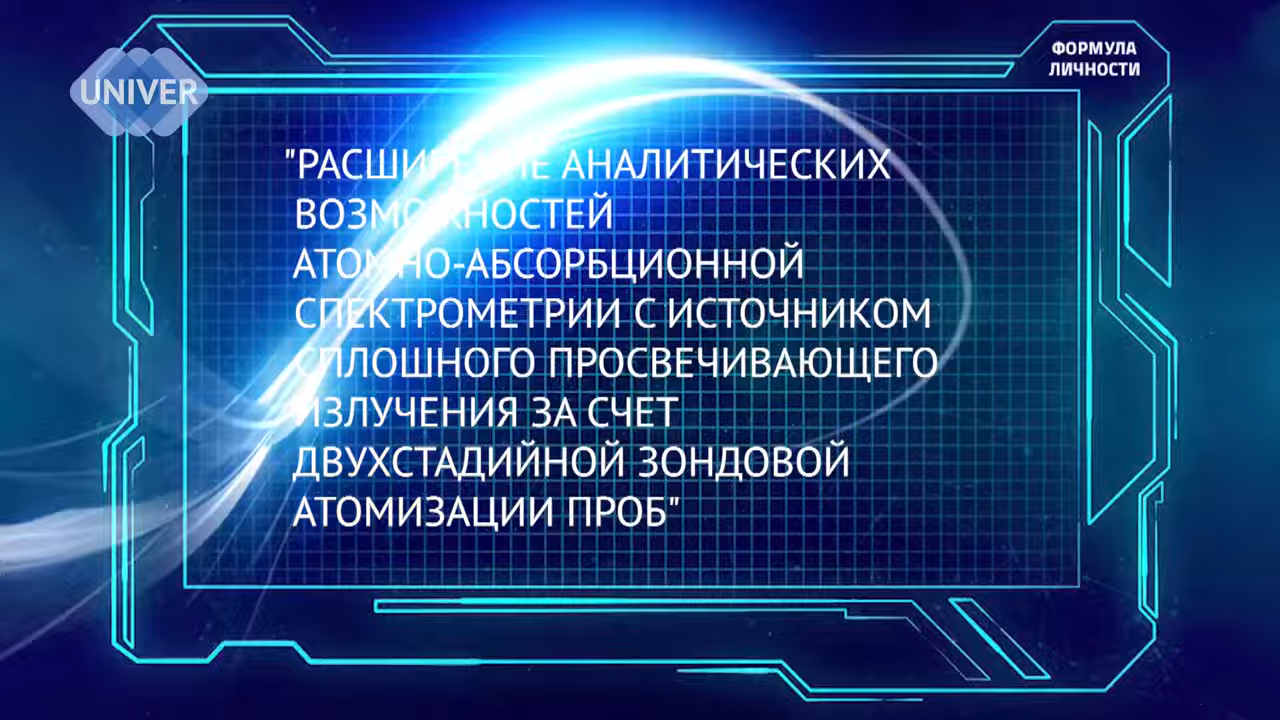 UNIVER
ФОРМУЛА
ЛИЧНОСТИ
"РАСШИРЕНИЕ АНАЛИТИЧЕСКИХ
ВОЗМОЖНОСТЕЙ
АТОМНО-АБСОРБЦИОННОЙ
СПЕКТРОМЕТРИИ С ИСТОЧНИКОМ
СПЛОШНОГО ПРОСВЕЧИВАЮЩЕГО
ИЗЛУЧЕНИЯ ЗА СЧЕТ
ДВУХСТАДИЙНОЙ ЗОНДОВОЙ
АТОМИЗАЦИИ ПРОБ"